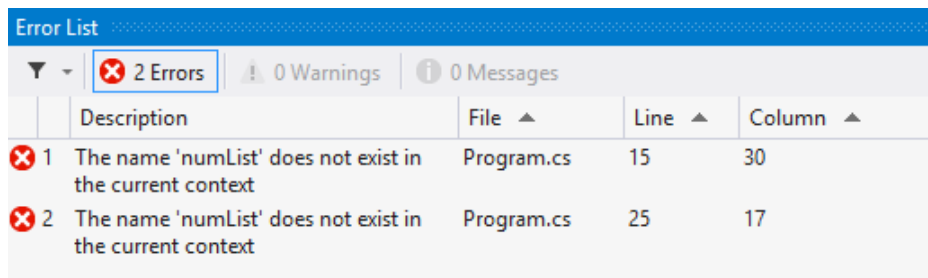 Error List
2 Errors 0 Warnings 0 Messages
Description File Line Column
1 The name 'numList' does not exist in Program.cs 15 30
the current context
2 The name 'numList' does not exist in Program.cs 25 17
the current context